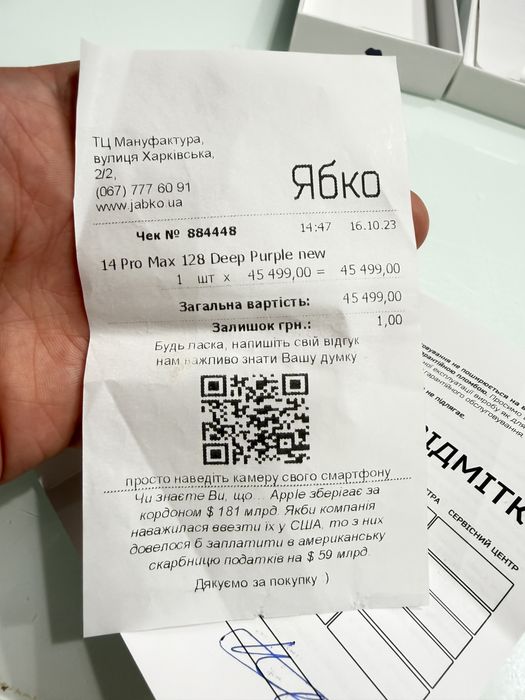 ТЦ Мануфактура,
вулиця Харківська,
2/2,
(067) 777 60 91
www.jabko.ua
Ябко
Чек № 884448 14:47 16.10.23
14 Pro Max 128 Deep Purple new
1 шт х 45 499,00 = 45 499,00
Загальна вартість: 45 499,00
Залишок грн.: 1,00
Будь ласка, напишіть свій відгук
нам важливо знати Вашу думку
просто наведіть камеру свого смартфону
Чи знаєте Ви, що... Apple зберігає за
кордоном $ 181 млрд. Якби компанія
наважилася ввезти їх у США, то з них
довелося б заплатити в американську
скарбницю податків на $ 59 млрд.
Дякуємо за покупку :)
не підлягає.
ВІДМІТК
СЕРВІСНИЙ ЦЕНТР